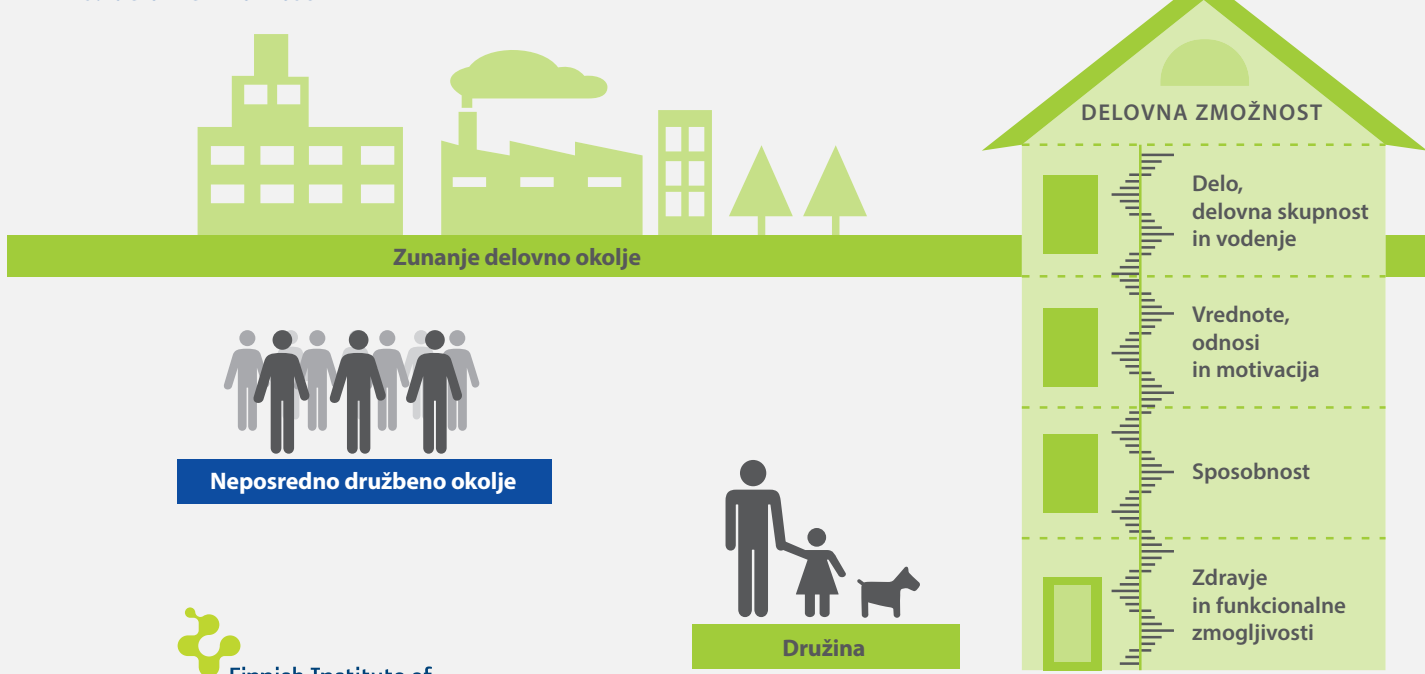 DELOVNA ZMOŽNOST
Delo,
delovna skupnost
in vodenje
Zunanje delovno okolje
Vrednote,
odnosi
in motivacija
Neposredno družbeno okolje
Sposobnost
Zdravje
in funkcionalne
zmogljivosti
Družina
Finnish Institute of